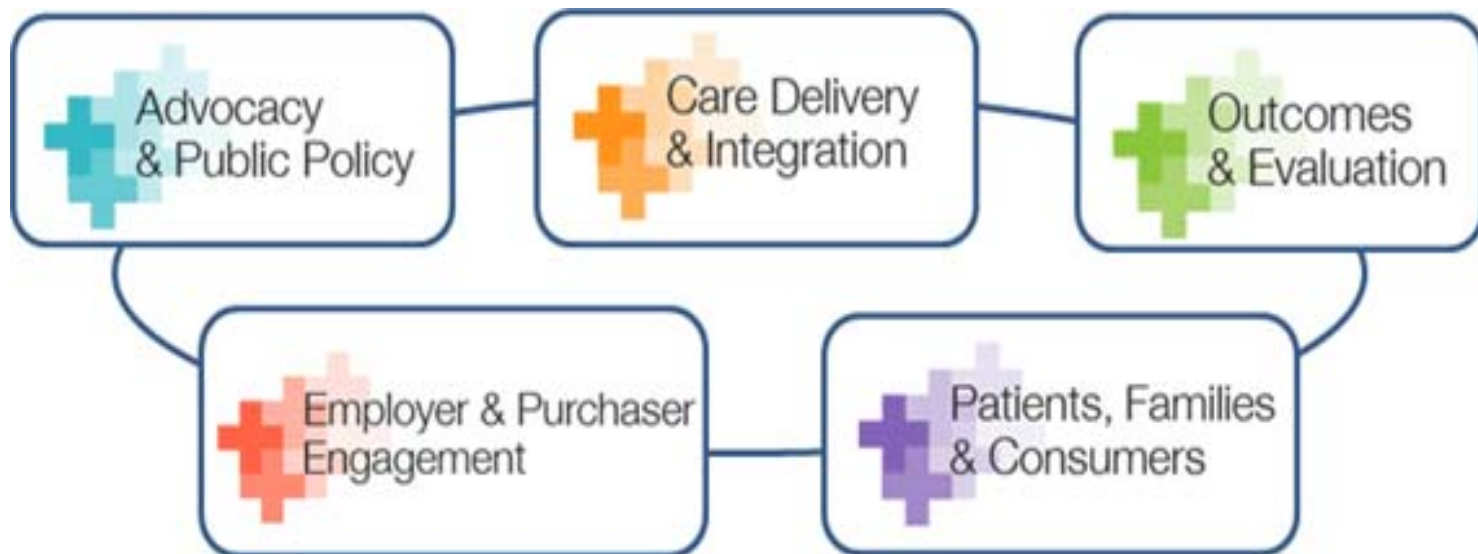 Advocacy
& Public Policy
Care Delivery
& Integration
Outcomes
& Evaluation
Employer & Purchaser
Engagement
Patients, Families
& Consumers